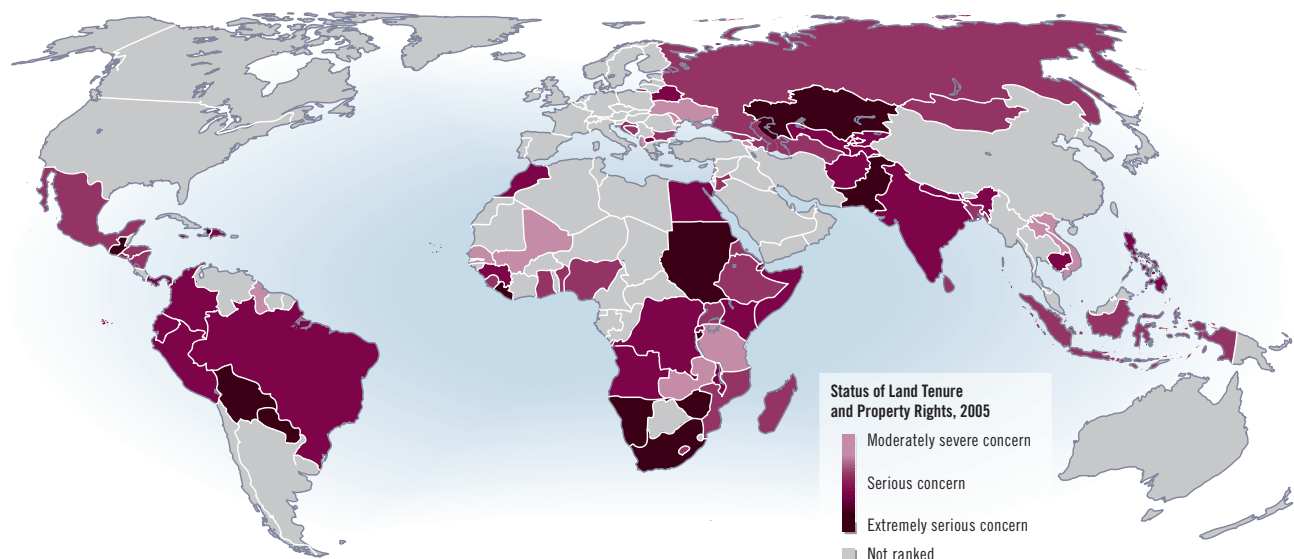 Status of Land Tenure
and Property Rights, 2005
Moderately severe concern
Serious concern
Extremely serious concern
Not ranked